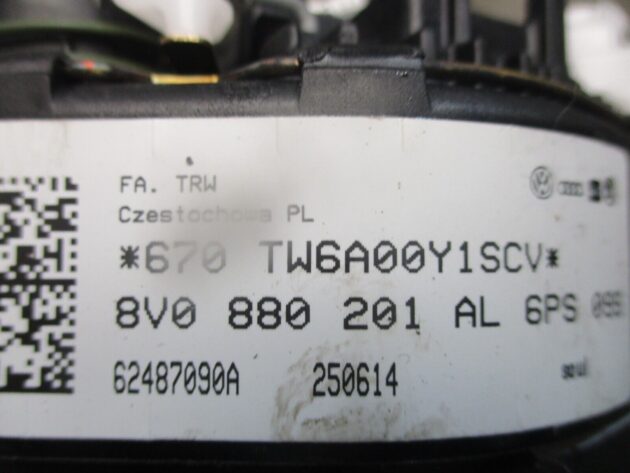 FA. TRW
Czestochowa PL
*670 TW6A00Y1SCV*
8V0 880 201 AL 6PS
62487090A 250614